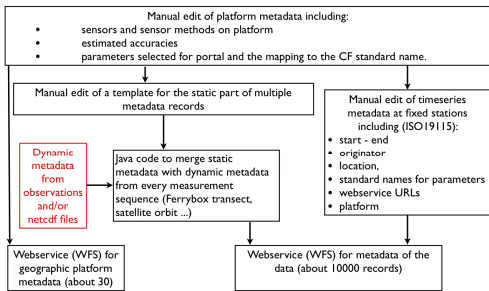 Manual edit of platform metadata including:
• sensors and sensor methods on platform
• estimated accuracies
• parameters selected for portal and the mapping to the CF standard name.
Manual edit of a template for the static part of multiple
metadata records
Manual edit of timeseries
metadata at fixed stations
including (ISO19115):
• start - end
• originator
• location,
• standard names for parameters
• webservice URLs
• platform
Dynamic
metadata
from
observations
and/or
netcdf files
Java code to merge static
metadata with dynamic metadata
from every measurement
sequence (Ferrybox transect,
satellite orbit ...)
Webservice (WFS) for
geographic platform
metadata (about 30)
Webservice (WFS) for metadata of the
data (about 10000 records)